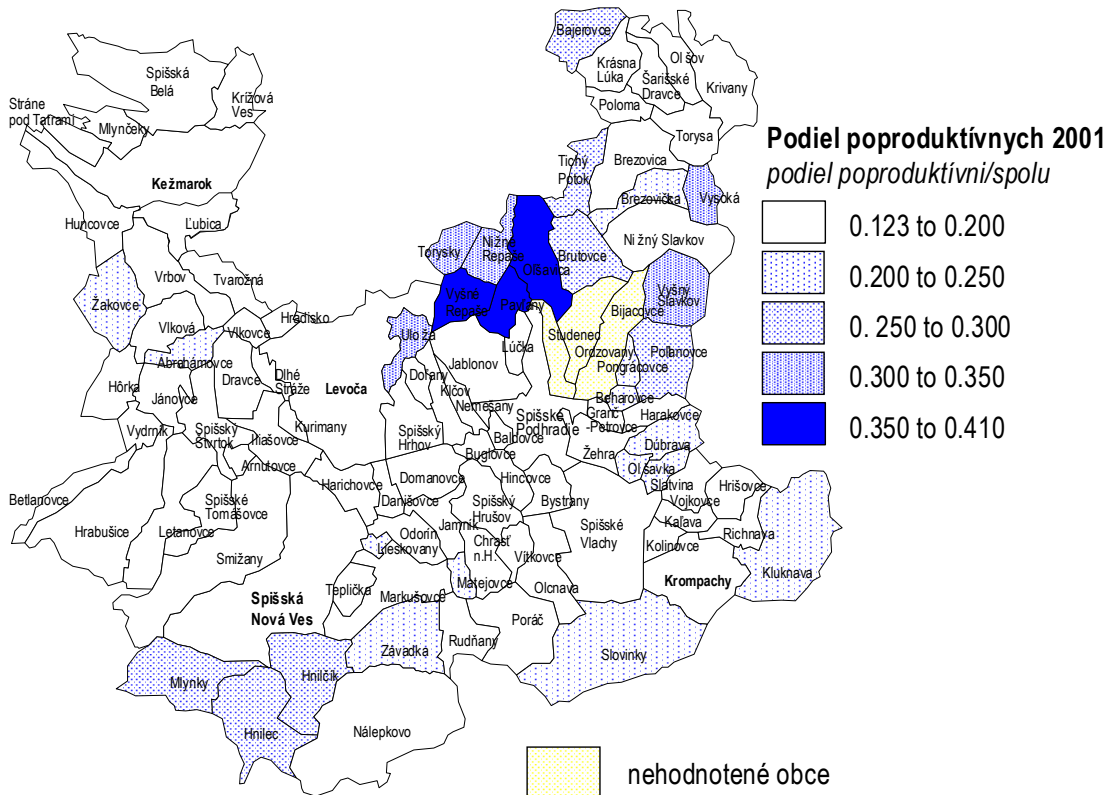 Bajerovce
Oľšov
Krásna
Lúka
Šarišské
Dravce
Krivany
Spišská
Belá
Krížová
Ves
Stráne
pod Tatrami
Mlynčeky
Poloma
Torysa
Kežmarok
Brezovica
Tichý
Potok
Brezovička
Vysoká
Huncovce
Ľubica
Torysky
Nižné
Repaše
Oľšavica
Brutovce
Nižný Slavkov
Vrbov
Tvarožná
Žakovce
Vyšné
Repaše
Pavľany
Bijacovce
Vyšný
Slavkov
Vlková
Vlkovce
Hradisko
Uloža
Lúčka
Studenec
Ordzovany
Pongrácovce
Poľanovce
Abrahámovce
Hôrka
Jánovce
Dravce
Dlhé
Stráže
Levoča
Doľany
Jablonov
Klčov
Nemešany
Spišské
Podhradie
Beharovce
Granč
-Petrovce
Harakovce
Vydrník
Spišský
Štvrtok
Iliašovce
Kurimany
Spišský
Hrhov
Baldovce
Buglovce
Žehra
Dúbrava
Oľšavka
Slatvina
Arnutovce
Harichovce
Domanovce
Hincovce
Bystrany
Vojkovce
Hrišovce
Betlanovce
Hrabušice
Letanovce
Spišské
Tomášovce
Smižany
Danišovce
Odorín
Lieskovany
Jamník
Spišský
Hrušov
Chrasť
n.H.
Vítkovce
Spišské
Vlachy
Kaľava
Kolinovce
Richnava
Kluknava
Krompachy
Spišská
Nová Ves
Teplička
Markušovce
Matejovce
Olcnava
Poráč
Rudňany
Závadka
Slovinky
Hnilčík
Mlynky
Hnilec
Nálepkovo
Podiel poproduktívnych 2001
podiel poproduktívni/spolu
0.123 to 0.200
0.200 to 0.250
0. 250 to 0.300
0.300 to 0.350
0.350 to 0.410
nehodnotené obce